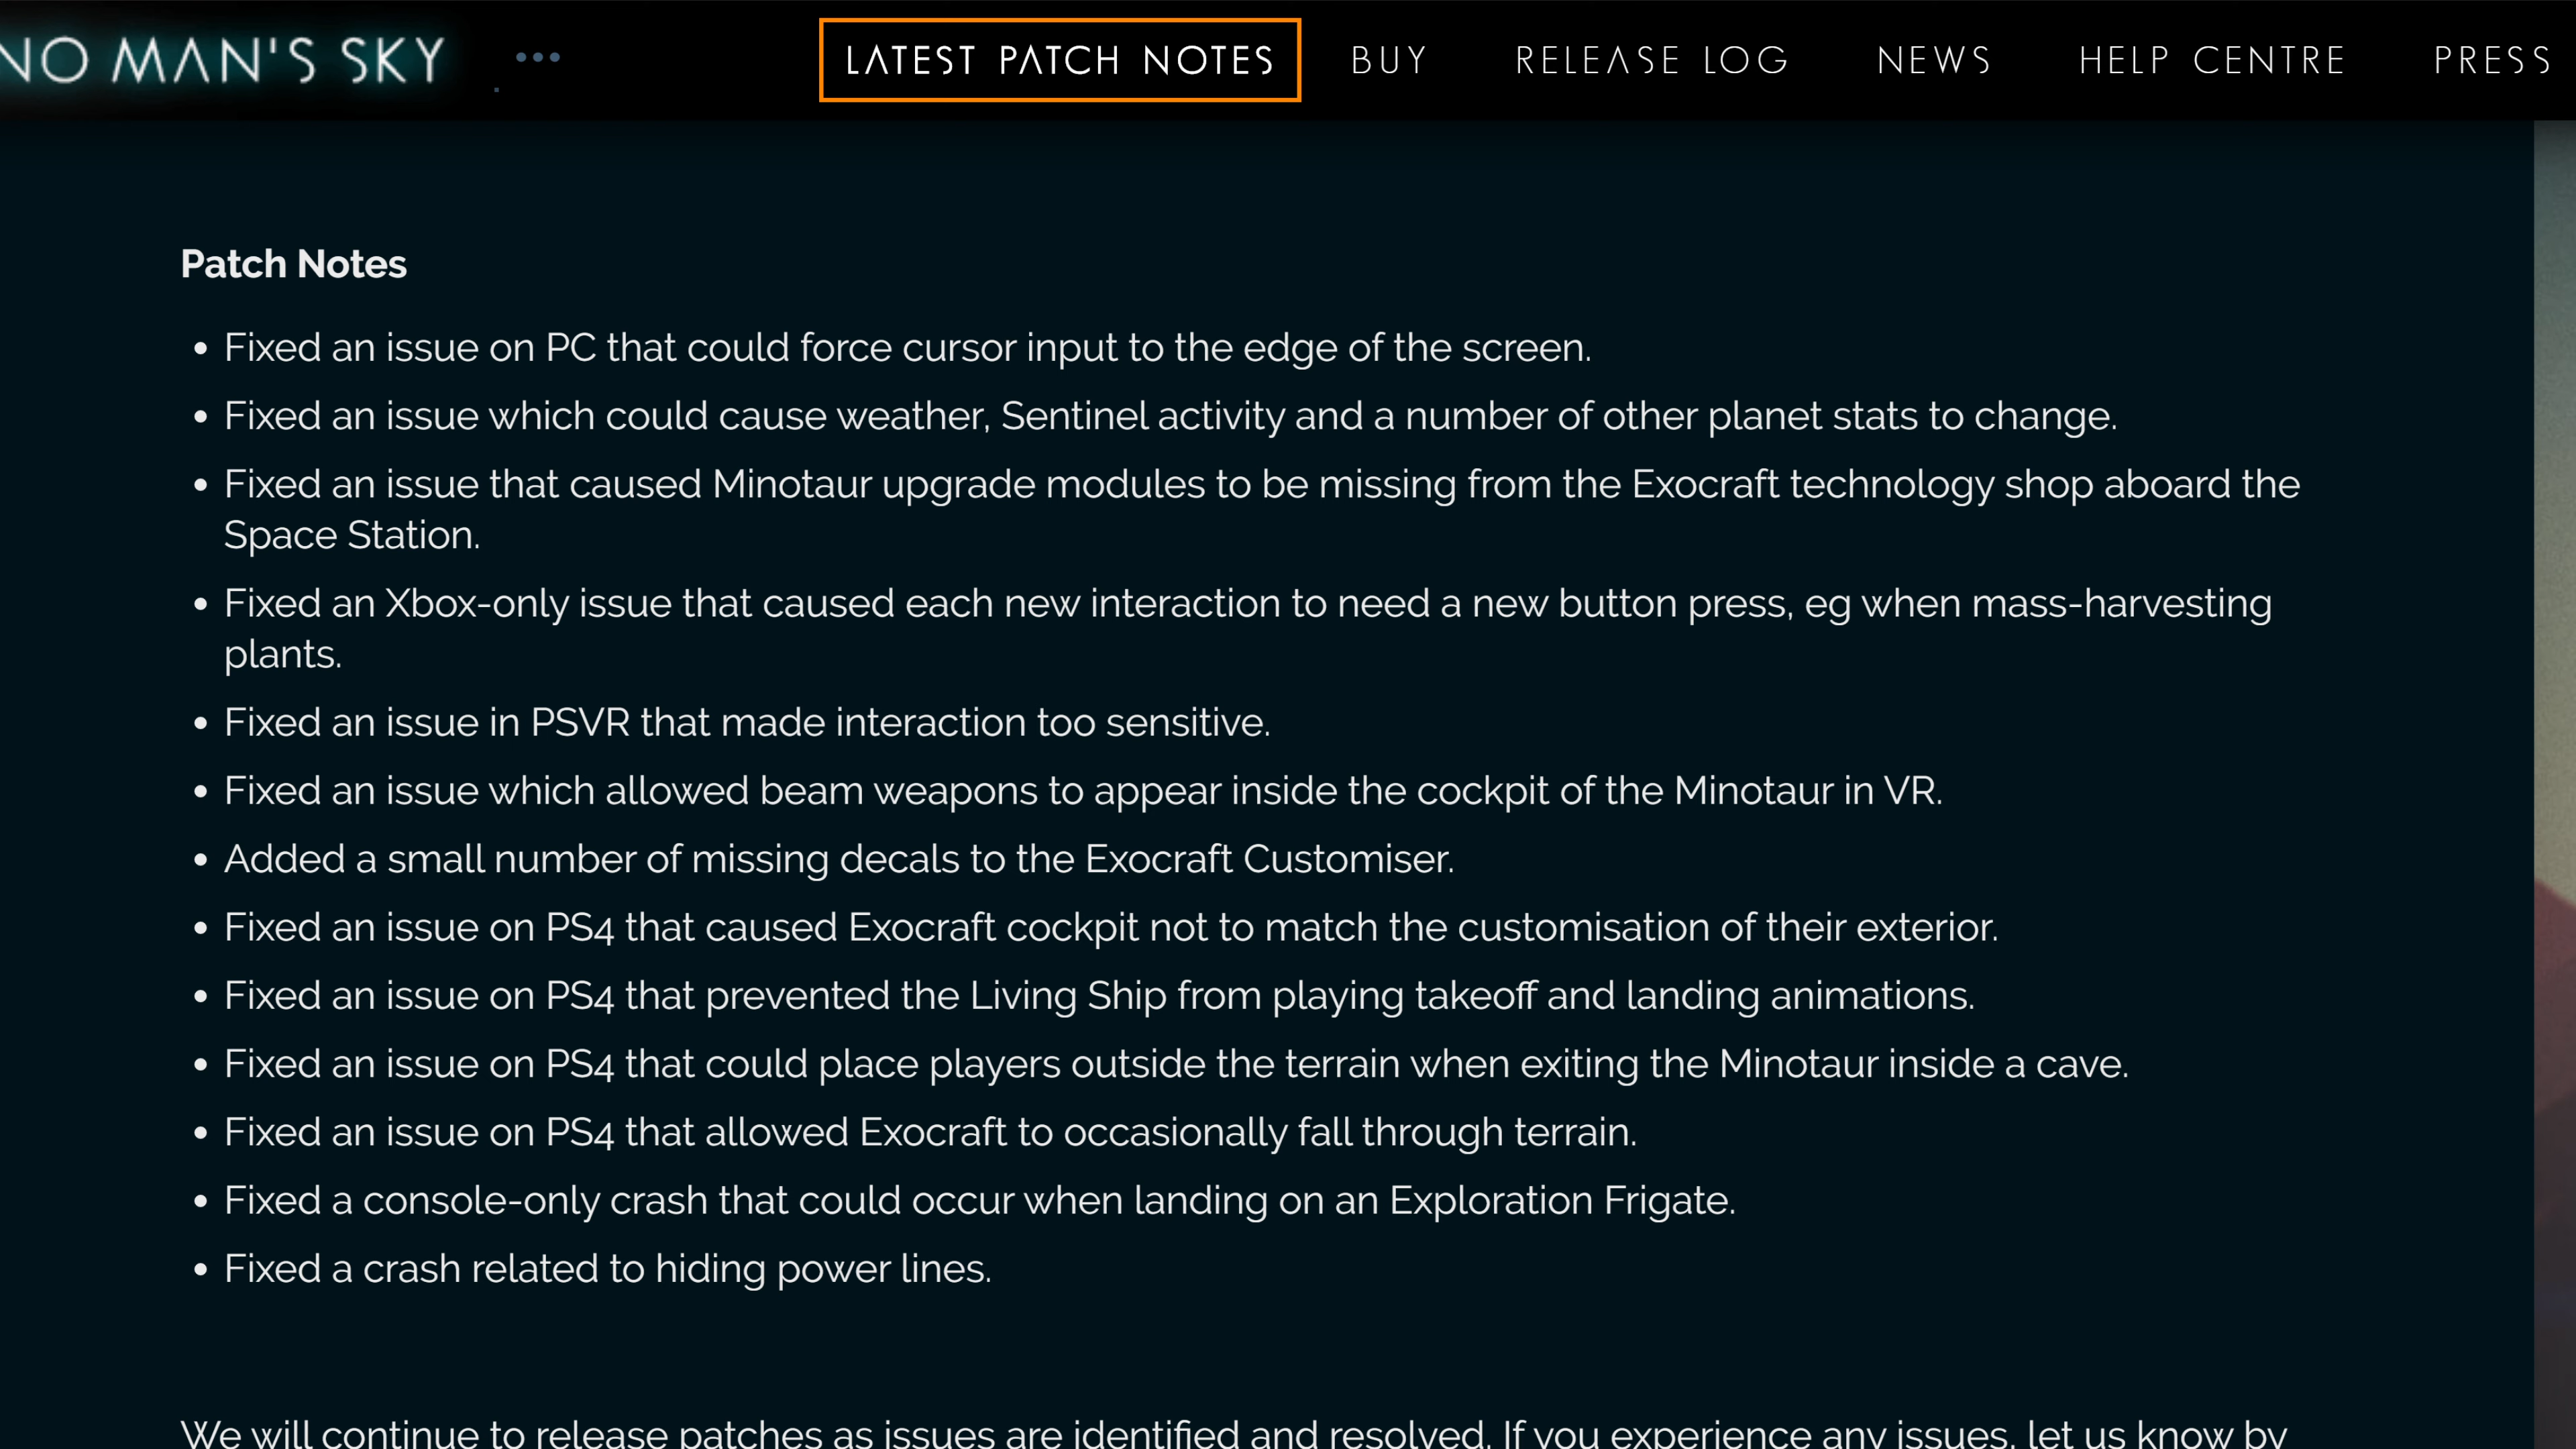 NO MAN'S SKY
LATEST PATCH NOTES
BUY
RELEASE LOG
NEWS
HELP CENTRE
PRESS
Patch Notes
• Fixed an issue on PC that could force cursor input to the edge of the screen.
• Fixed an issue which could cause weather, Sentinel activity and a number of other planet stats to change.
• Fixed an issue that caused Minotaur upgrade modules to be missing from the Exocraft technology shop aboard the
Space Station.
• Fixed an Xbox-only issue that caused each new interaction to need a new button press, eg when mass-harvesting
plants.
• Fixed an issue in PSVR that made interaction too sensitive.
• Fixed an issue which allowed beam weapons to appear inside the cockpit of the Minotaur in VR.
• Added a small number of missing decals to the Exocraft Customiser.
• Fixed an issue on PS4 that caused Exocraft cockpit not to match the customisation of their exterior.
• Fixed an issue on PS4 that prevented the Living Ship from playing takeoff and landing animations.
• Fixed an issue on PS4 that could place players outside the terrain when exiting the Minotaur inside a cave.
• Fixed an issue on PS4 that allowed Exocraft to occasionally fall through terrain.
• Fixed a console-only crash that could occur when landing on an Exploration Frigate.
• Fixed a crash related to hiding power lines.
We will continue to release patches as issues are identified and resolved. If you experience any issues, let us know by